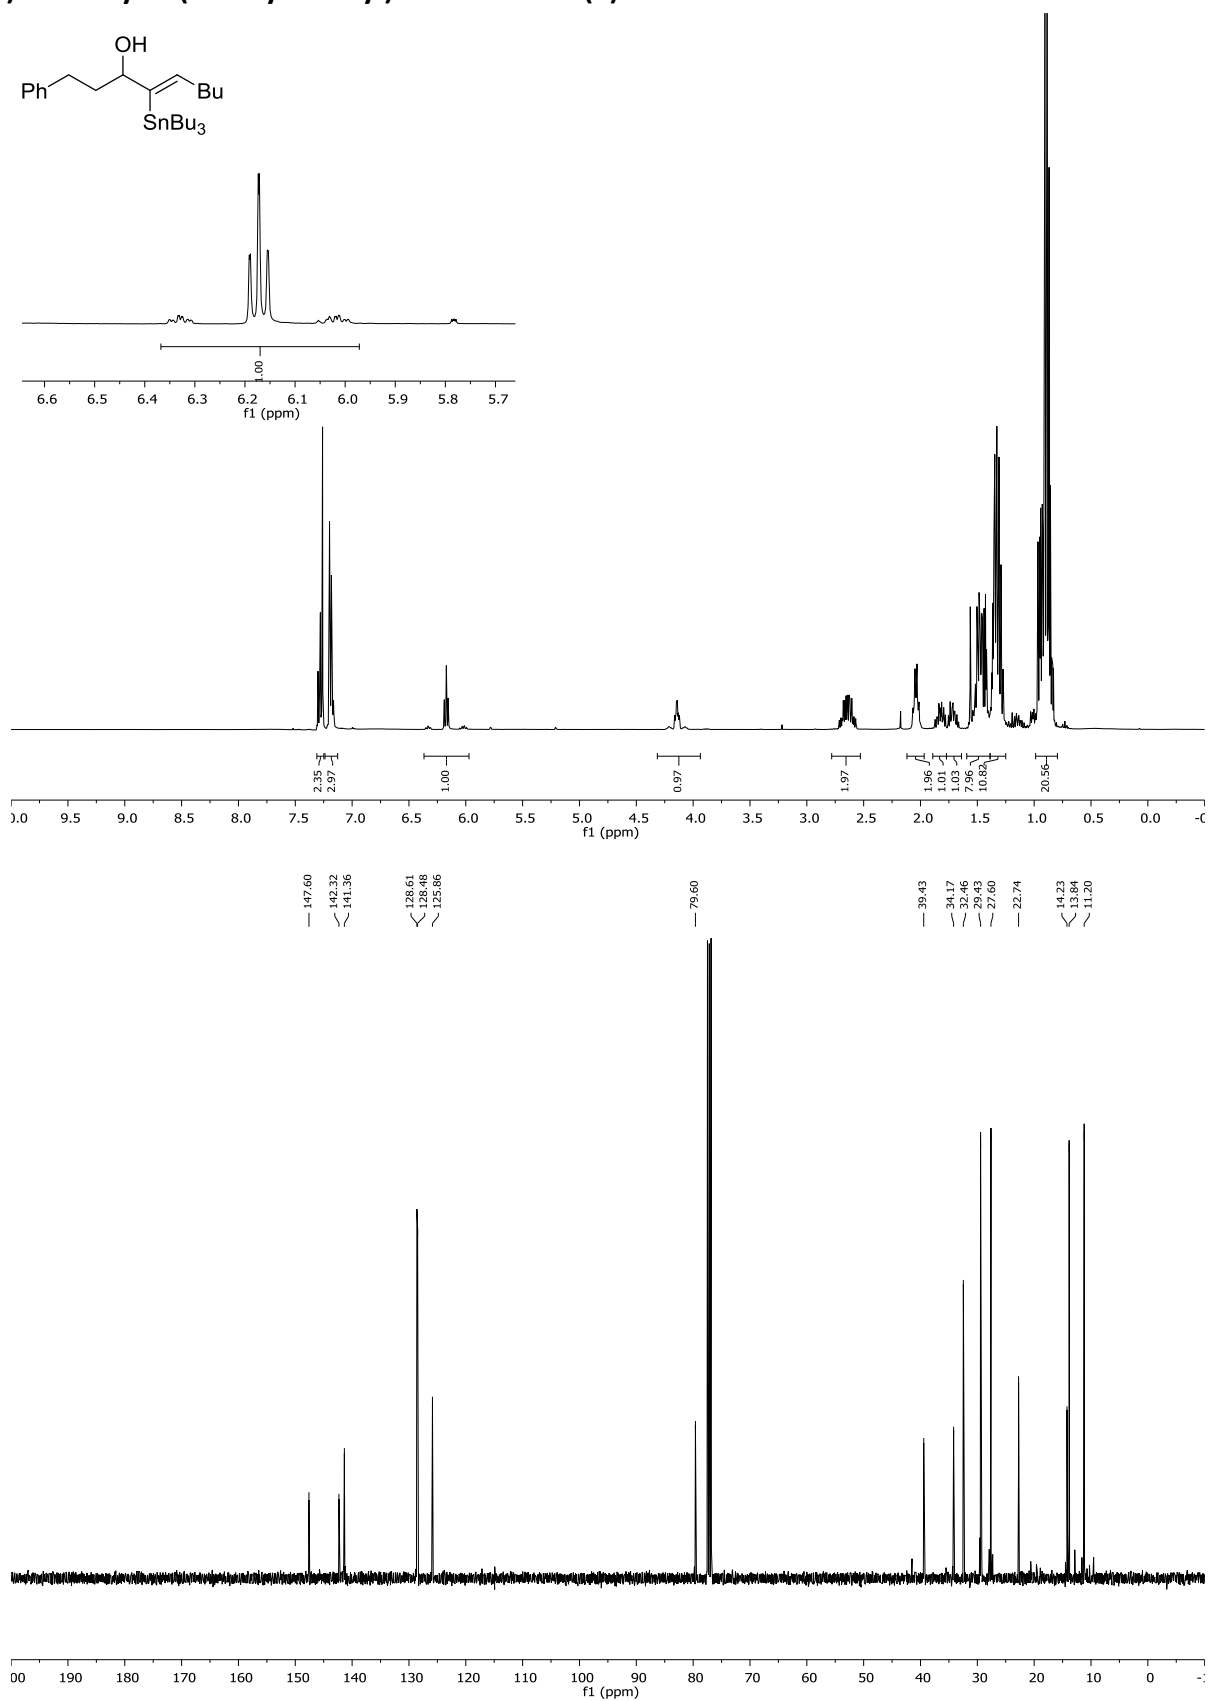 OH
Ph
Bu
SnBu3
1.00
6.6 6.5 6.4 6.3 6.2 6.1 6.0 5.9 5.8 5.7
f1 (ppm)
2.35 2.97 1.00 0.97 1.97 1.96 1.01 1.03 7.96 10.82 20.56
0.0 9.5 9.0 8.5 8.0 7.5 7.0 6.5 6.0 5.5 5.0 4.5 4.0 3.5 3.0 2.5 2.0 1.5 1.0 0.5 0.0 -0
f1 (ppm)
147.60 142.32 141.36 128.61 128.48 125.86 79.60 39.43 34.17 32.46 29.43 27.60 22.74 14.23 13.84 11.20
00 190 180 170 160 150 140 130 120 110 100 90 80 70 60 50 40 30 20 10 0 -1
f1 (ppm)